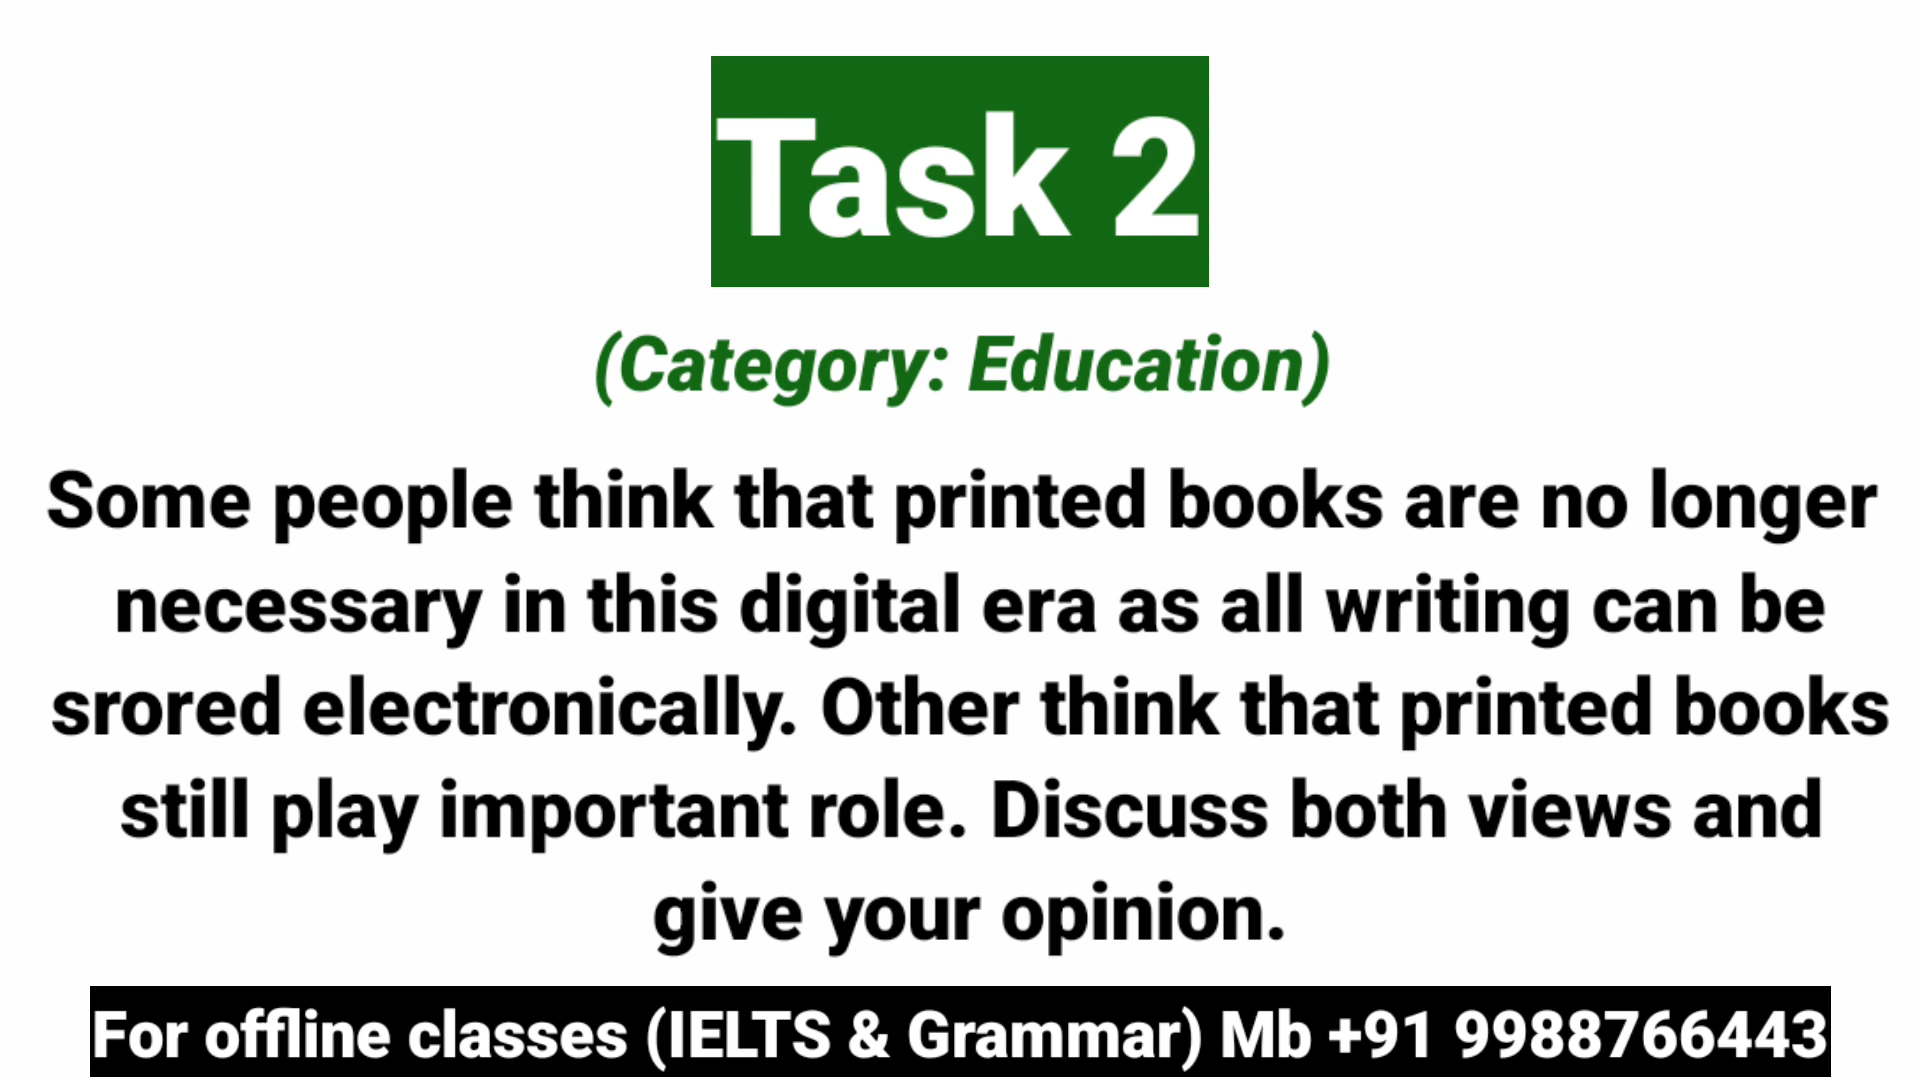 Task 2
(Category: Education)
Some people think that printed books are no longer
necessary in this digital era as all writing can be
srored electronically. Other think that printed books
still play important role. Discuss both views and
give your opinion.
For offline classes (IELTS & Grammar) Mb +91 9988766443